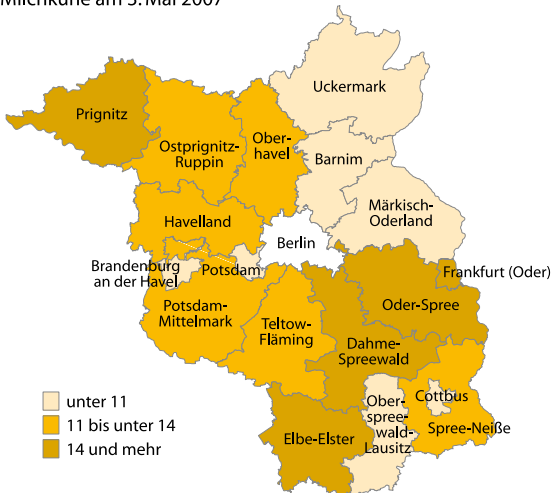 Milchkühe am 3. Mai 2007
Uckermark
Prignitz
Ostprignitz-
Ruppin
Ober-
havel
Barnim
Märkisch-
Oderland
Havelland
Berlin
Brandenburg
an der Havel
Potsdam
Frankfurt (Oder)
Potsdam-
Mittelmark
Oder-Spree
Teltow-
Fläming
Dahme-
Spreewald
Cottbus
Ober-
spree-
wald-
Lausitz
Spree-Neiße
Elbe-Elster
unter 11
11 bis unter 14
14 und mehr